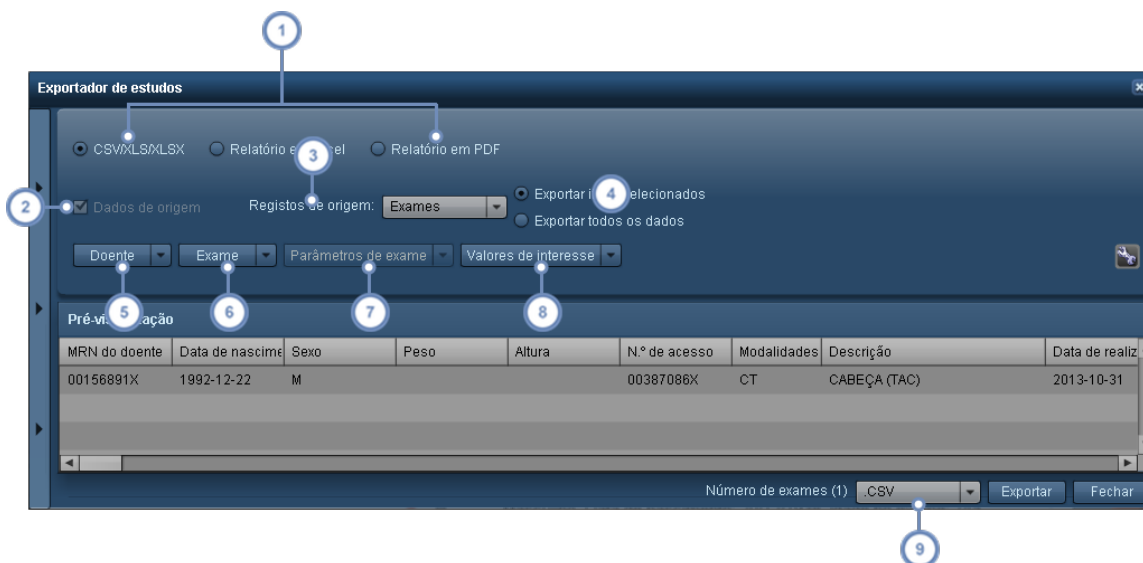 1
Exportador de estudos
CSV/XLS/XLSX Relatório e cel Relatório em PDF
3
2 Dados de origem Registos de origem: Exames Exportar i 4 elecionados
Exportar todos os dados
Doente Exame Parâmetros de exame Valores de interesse
5 6 7 8
Pré-vi ação
MRN do doente Data de nascime Sexo Peso Altura N.º de acesso Modalidades Descrição Data de realiz
00156891X 1992-12-22 M 00387086X CT CABEÇA (TAC) 2013-10-31
Número de exames (1) .CSV Exportar Fechar
9